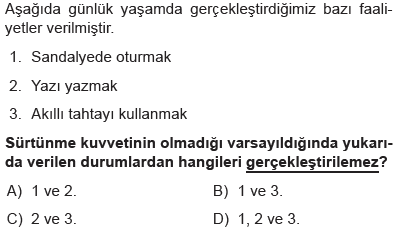 Aşağıda günlük yaşamda gerçekleştirdiğimiz bazı faali-
yetler verilmiştir.
1. Sandalyede oturmak
2. Yazı yazmak
3. Akıllı tahtayı kullanmak
Sürtünme kuvvetinin olmadığı varsayıldığında yukarı-
da verilen durumlardan hangileri gerçekleştirilemez?
A) 1 ve 2. B) 1 ve 3.
C) 2 ve 3. D) 1, 2 ve 3.